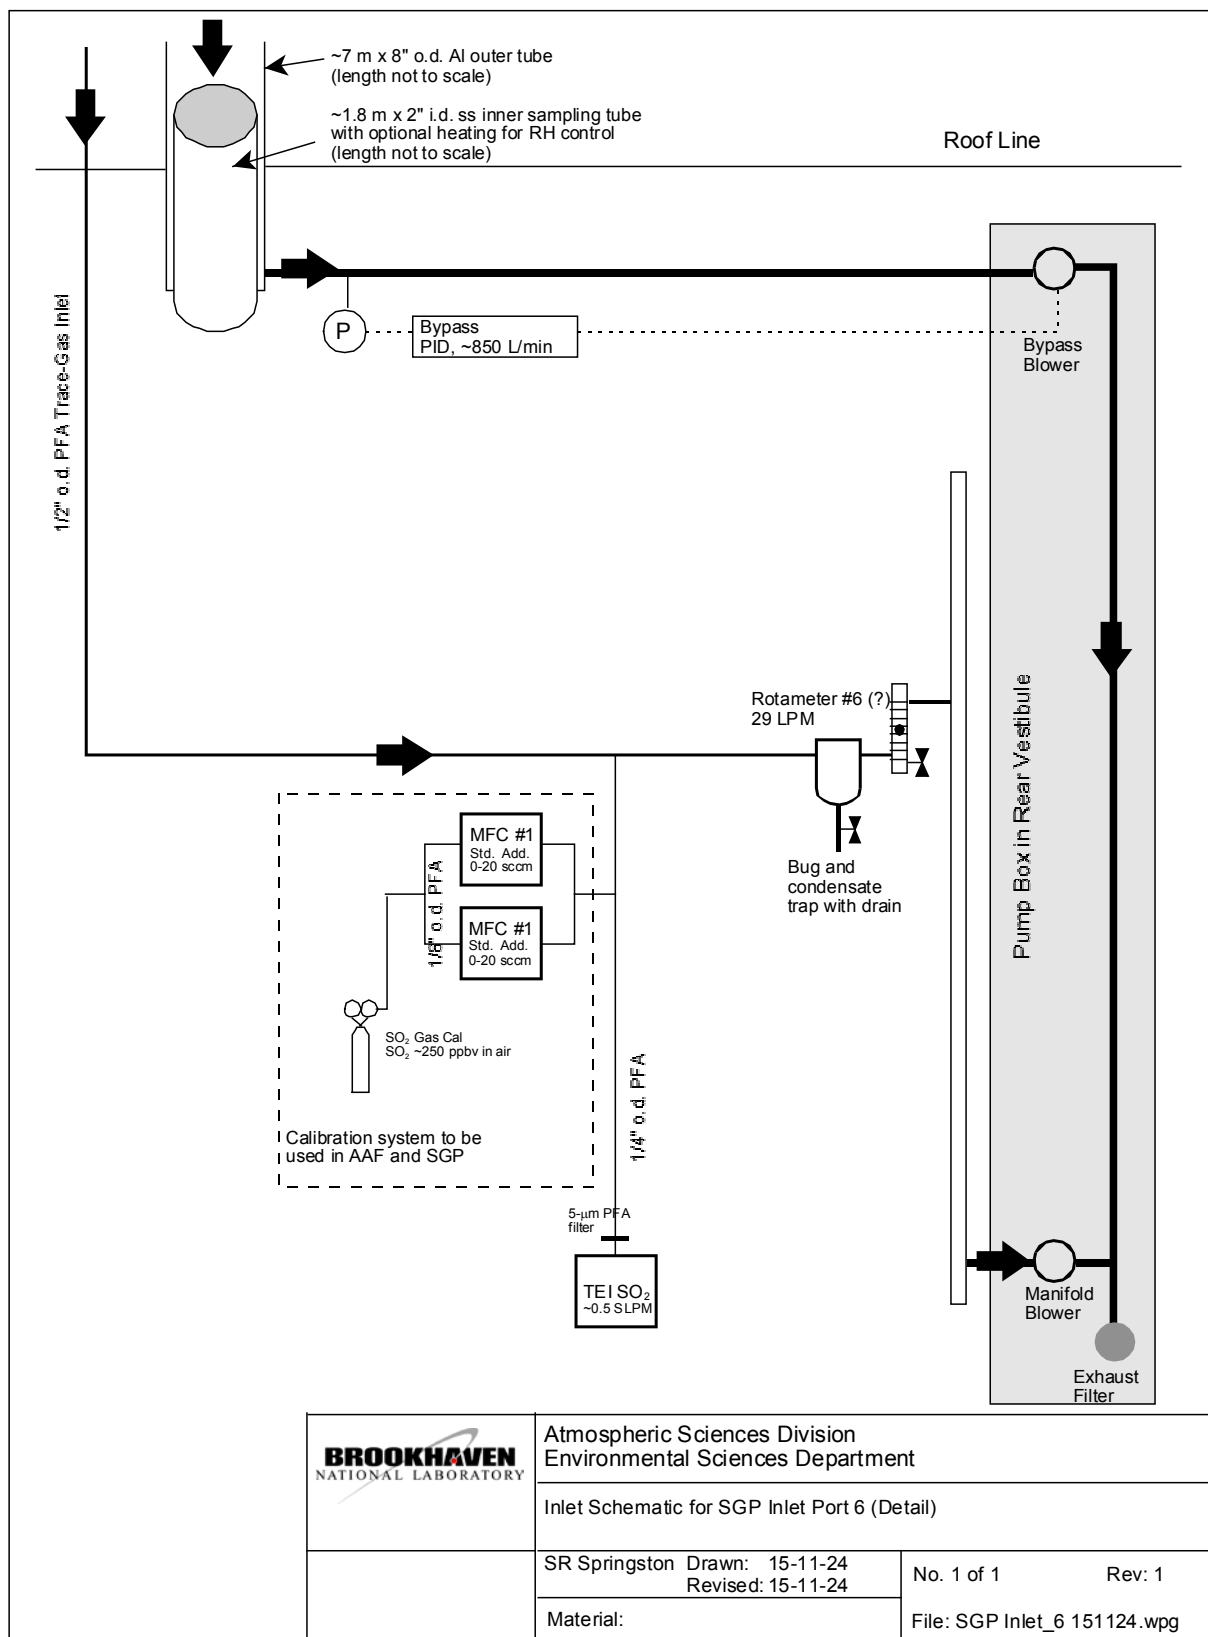 ~7 m x 8" o.d. Al outer tube
(length not to scale)
~1.8 m x 2" i.d. ss inner sampling tube
with optional heating for RH control
(length not to scale)
Roof Line
1/2" o.d. PFA Trace-Gas Inlet
P
Bypass
PID, ~850 L/min
Bypass
Blower
Rotameter #6 (?)
29 LPM
Pump Box in Rear Vestibule
MFC #1
Std. Add.
0-20 sccm
1/8" o.d. PFA
MFC #1
Std. Add.
0-20 sccm
Bug and
condensate
trap with drain
SO₂ Gas Cal
SO₂ ~250 ppbv in air
1/4" o.d. PFA
Calibration system to be
used in AAF and SGP
5-μm PFA
filter
TEI SO₂
~0.5 SLPM
Manifold
Blower
Exhaust
Filter
BROOKHAVEN
NATIONAL LABORATORY
Atmospheric Sciences Division
Environmental Sciences Department
Inlet Schematic for SGP Inlet Port 6 (Detail)
SR Springston Drawn: 15-11-24
Revised: 15-11-24
No. 1 of 1 Rev: 1
Material:
File: SGP Inlet_6 151124.wpg